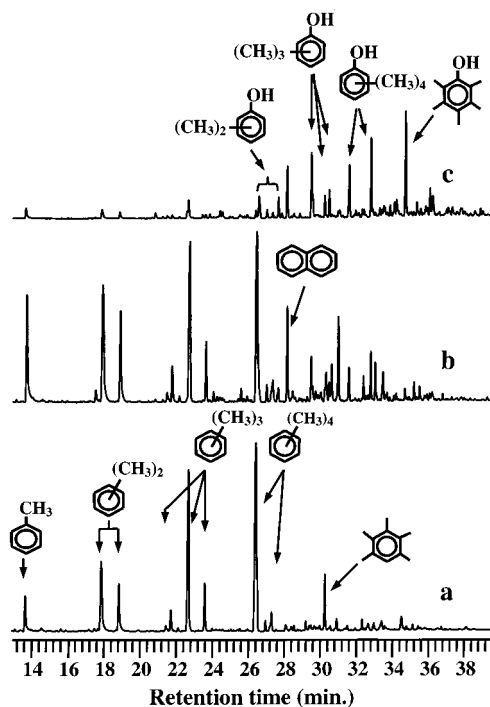 OH
(CH₃)₃
OH
OH
(CH₃)₄
OH
(CH₃)₂
c
b
(CH₃)₃
(CH₃)₄
(CH₃)₂
CH₃
a
14 16 18 20 22 24 26 28 30 32 34 36 38
Retention time (min.)